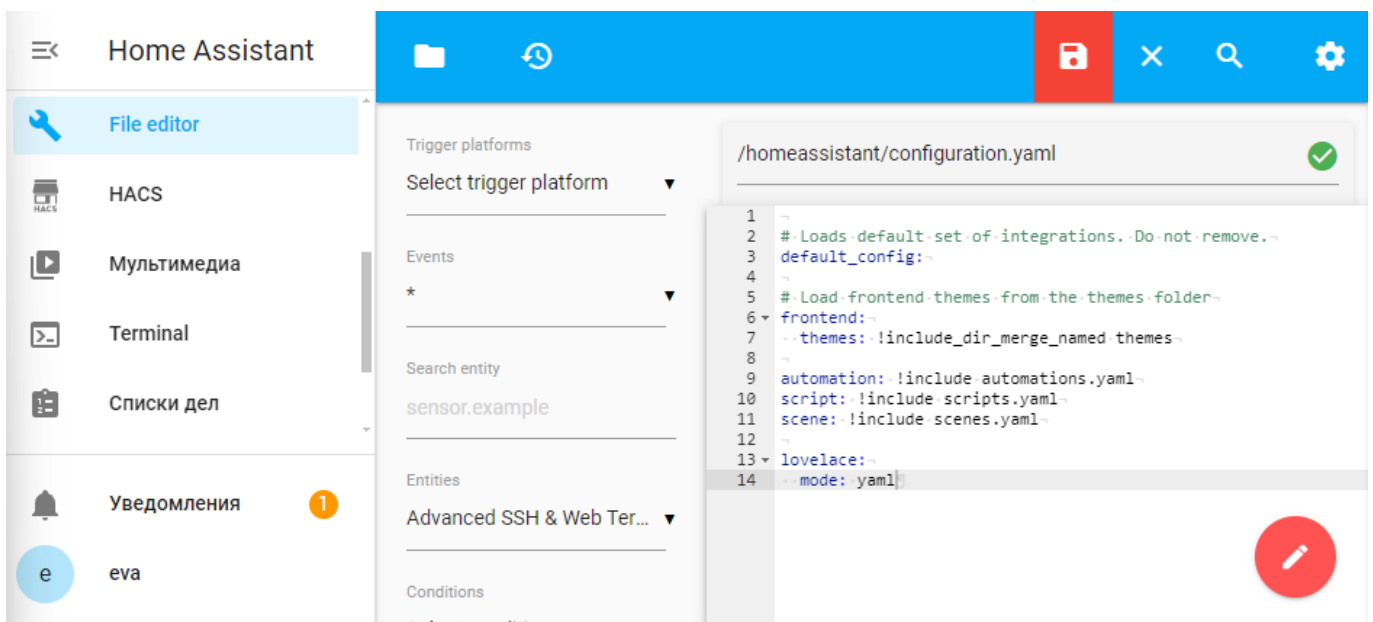 Home Assistant
File editor
HACS
HACS
Мультимедиа
Terminal
Списки дел
Уведомления
1
e
eva
Trigger platforms
Select trigger platform
Events
*
Search entity
sensor.example
Entities
Advanced SSH & Web Ter...
Conditions
/homeassistant/configuration.yaml
1
2 # Loads default set of integrations. Do not remove.
3 default_config:
4
5 # Load frontend themes from the themes folder
6 frontend:
7   themes: !include_dir_merge_named themes
8
9 automation: !include automations.yaml
10 script: !include scripts.yaml
11 scene: !include scenes.yaml
12
13 lovelace:
14   mode: yaml